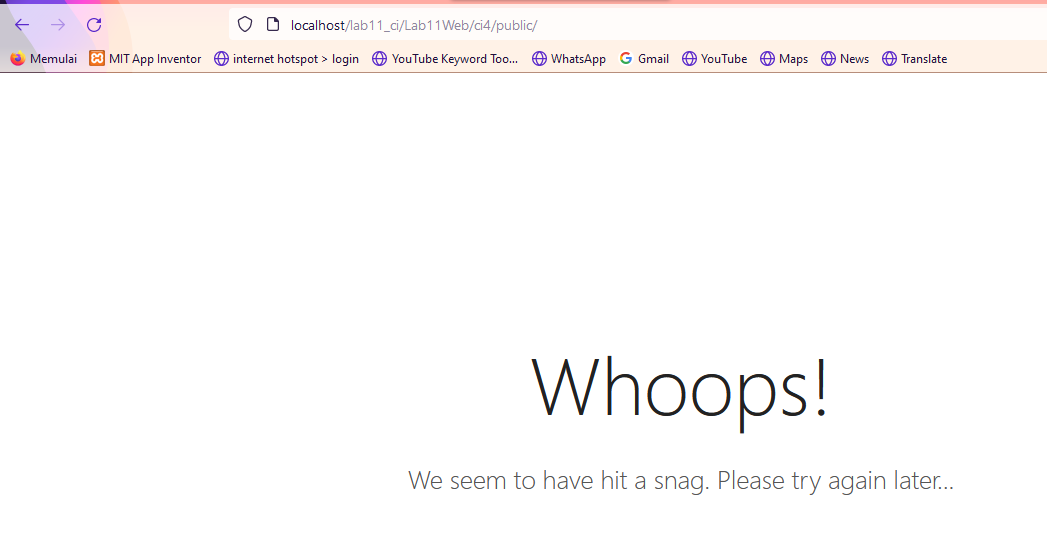 localhost/lab11_ci/Lab11Web/ci4/public/
Memulai MIT App Inventor internet hotspot > login YouTube Keyword Too... WhatsApp Gmail YouTube Maps News Translate
Whoops!
We seem to have hit a snag. Please try again later...